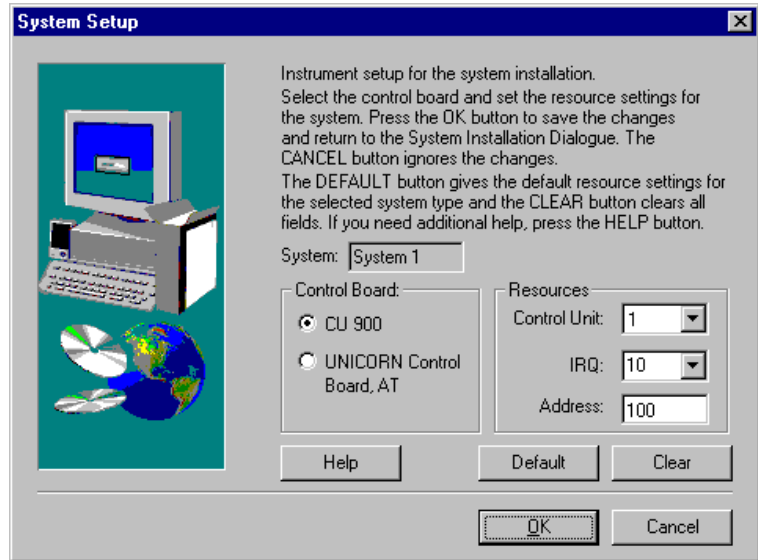 System Setup
Instrument setup for the system installation.
Select the control board and set the resource settings for
the system. Press the OK button to save the changes
and return to the System Installation Dialogue. The
CANCEL button ignores the changes.
The DEFAULT button gives the default resource settings for
the selected system type and the CLEAR button clears all
fields. If you need additional help, press the HELP button.
System: System 1
Control Board:
CU 900
UNICORN Control
Board, AT
Resources
Control Unit: 1
IRQ: 10
Address: 100
Help
Default
Clear
OK
Cancel